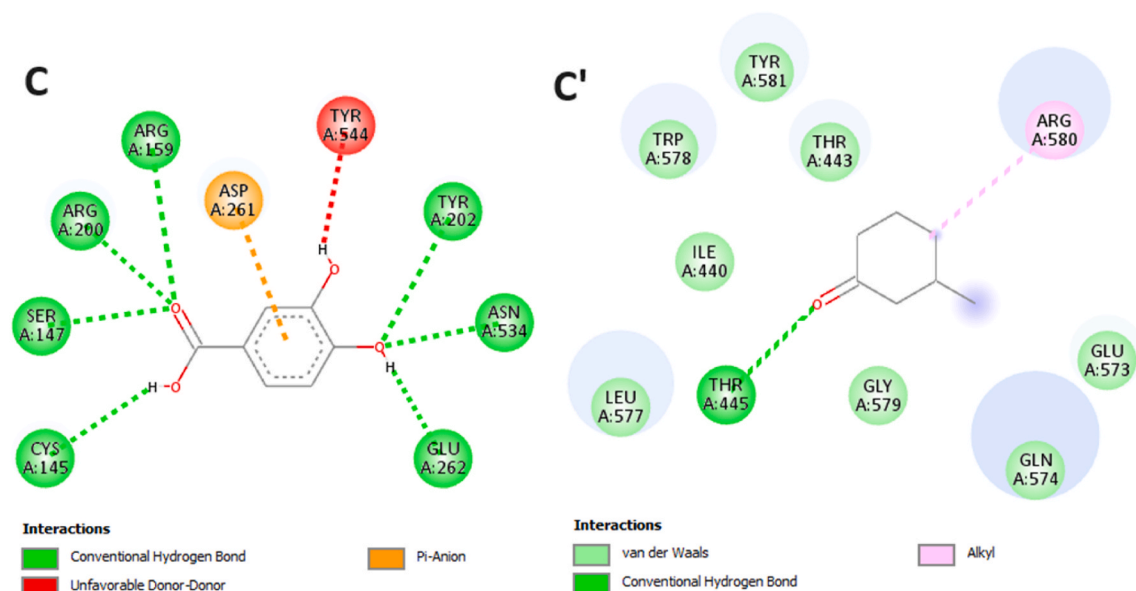 C
ARG
A:159
TYR
A:544
ARG
A:200
ASP
A:261
TYR
A:202
SER
A:147
H
O
O
ASN
A:534
H-O
O
H
CYS
A:145
GLU
A:262
Interactions
Conventional Hydrogen Bond
Unfavorable Donor-Donor
Pi-Anion
C'
TYR
A:581
ARG
A:580
TRP
A:578
THR
A:443
ILE
A:440
O
GLU
A:573
LEU
A:577
THR
A:445
GLY
A:579
GLN
A:574
Interactions
van der Waals
Conventional Hydrogen Bond
Alkyl